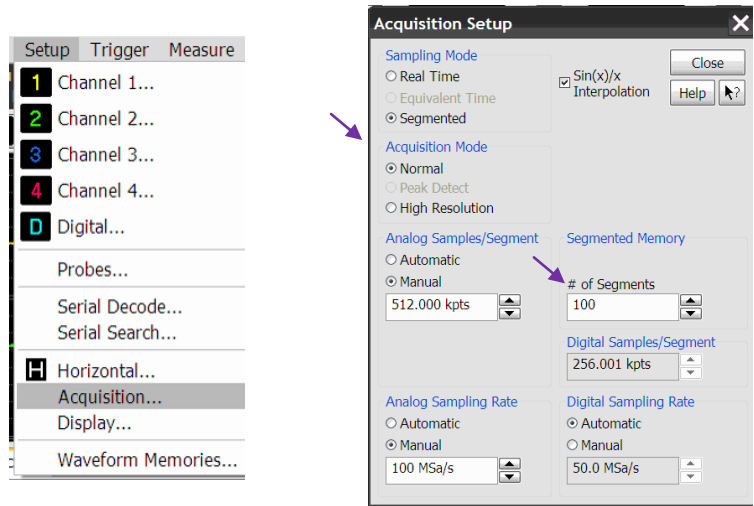 Setup Trigger Measure
1 Channel 1...
2 Channel 2...
3 Channel 3...
4 Channel 4...
D Digital...
Probes...
Serial Decode...
Serial Search...
H Horizontal...
Acquisition...
Display...
Waveform Memories...
Acquisition Setup
Sampling Mode
Real Time
Equivalent Time
Segmented
Sin(x)/x
Interpolation
Close
Help ?
Acquisition Mode
Normal
Peak Detect
High Resolution
Analog Samples/Segment
Automatic
Manual
512.000 kpts
Segmented Memory
# of Segments
100
Digital Samples/Segment
256.001 kpts
Analog Sampling Rate
Automatic
Manual
100 MSa/s
Digital Sampling Rate
Automatic
Manual
50.0 MSa/s